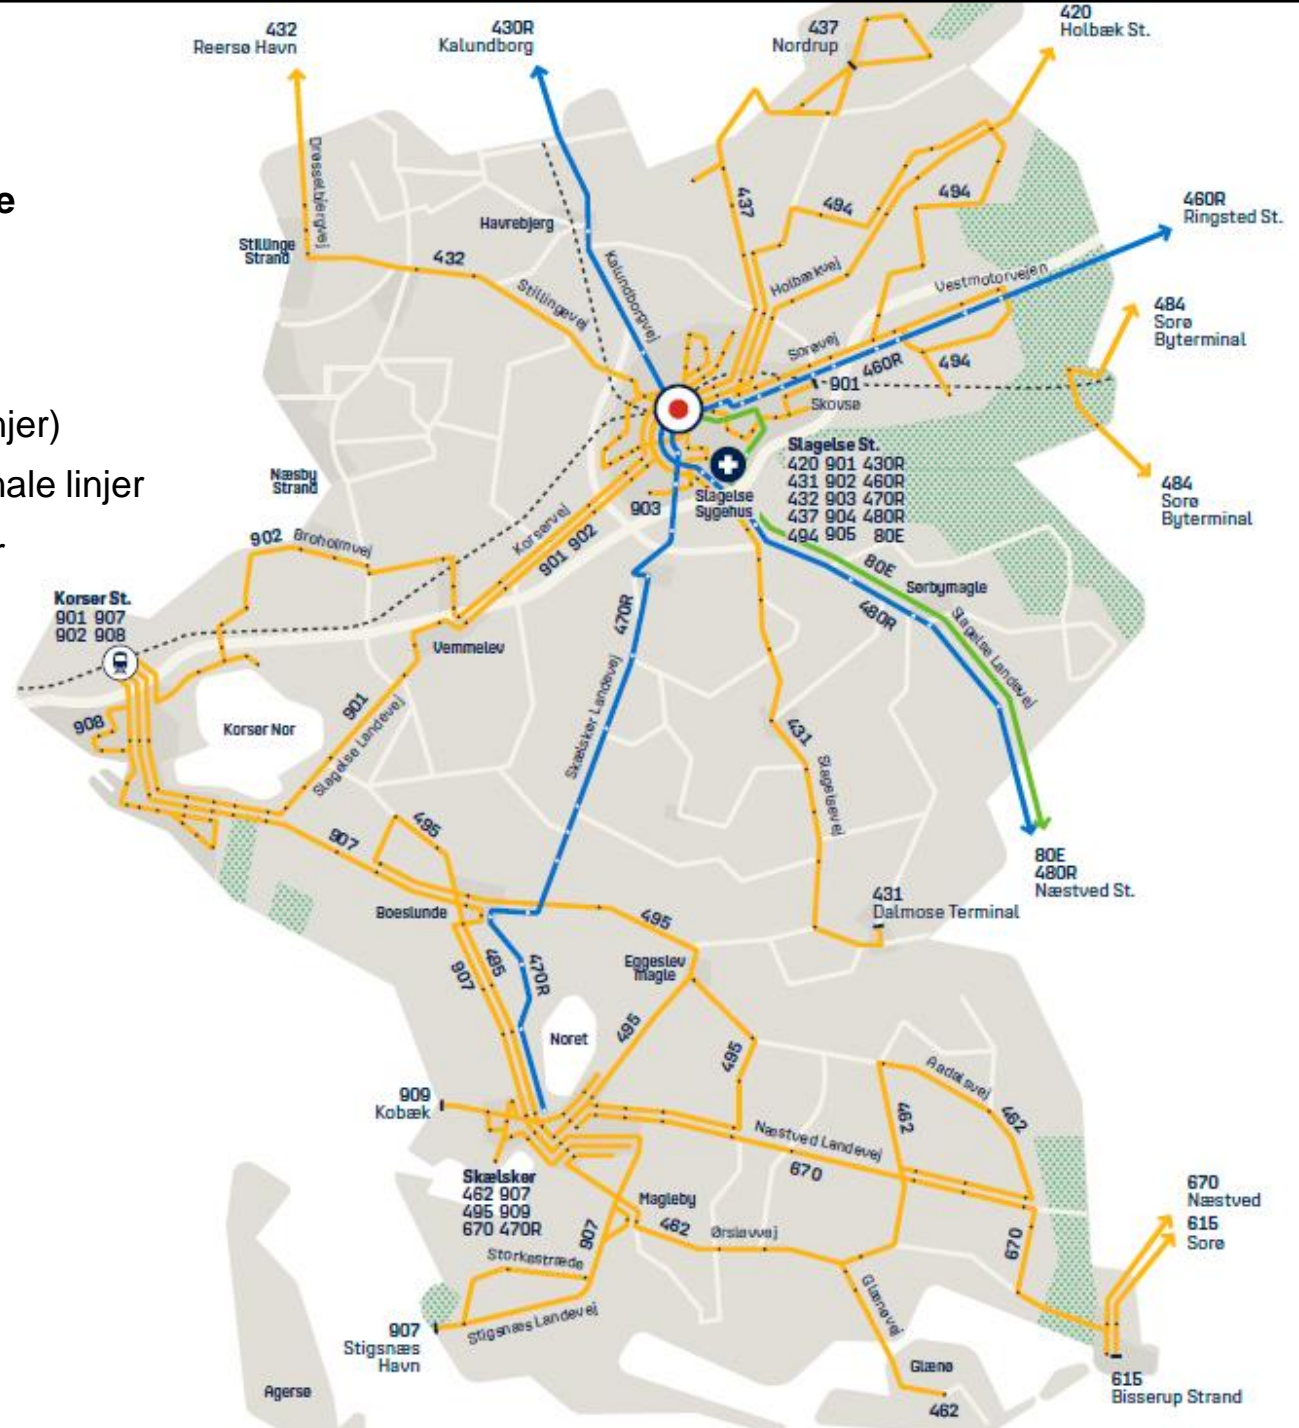 432
Reersø Havn
430R
Kalundborg
437
Nordrup
420
Holbæk St.
e
Drøsselbjergvej
Havrebjerg
437
494
494
460R
Ringsted St.
Stillinge
Strand
432
Stillingevej
Kalundborgvej
Holbækvej
Vestmotorvejen
484
Sorø
Byterminal
Sorøvej
460R
494
901
Skovsø
njer)
nale linjer
r
Næsby
Strand
Slagelse St.
420 901 430R
431 902 460R
432 903 470R
437 904 480R
494 905 80E
Slagelse
Sygehus
903
484
Sorø
Byterminal
902
Broholmvej
Korsørvej
901 902
80E
Sørbymagle
480R
Slagelse Landevej
Korsør St.
901 907
902 908
470R
Vemmelev
908
Korsør Nor
901
Slagelse Landevej
Skælskør Landevej
431
Slagelsevej
907
495
80E
480R
Næstved St.
431
Dalmose Terminal
Boeslunde
495
907
495
470R
Eggeslev
Magle
Noret
495
495
909
Kobæk
Aadalsvej
462
462
Næstved Landevej
670
Skælskør
462 907
495 909
670 470R
Magleby
462
Ørslevvej
907
670
670
Næstved
615
Sorø
Storkestræde
Stigsnæs Landevej
Glænøvej
907
Stigsnæs
Havn
Agersø
Glænø
462
615
Bisserup Strand